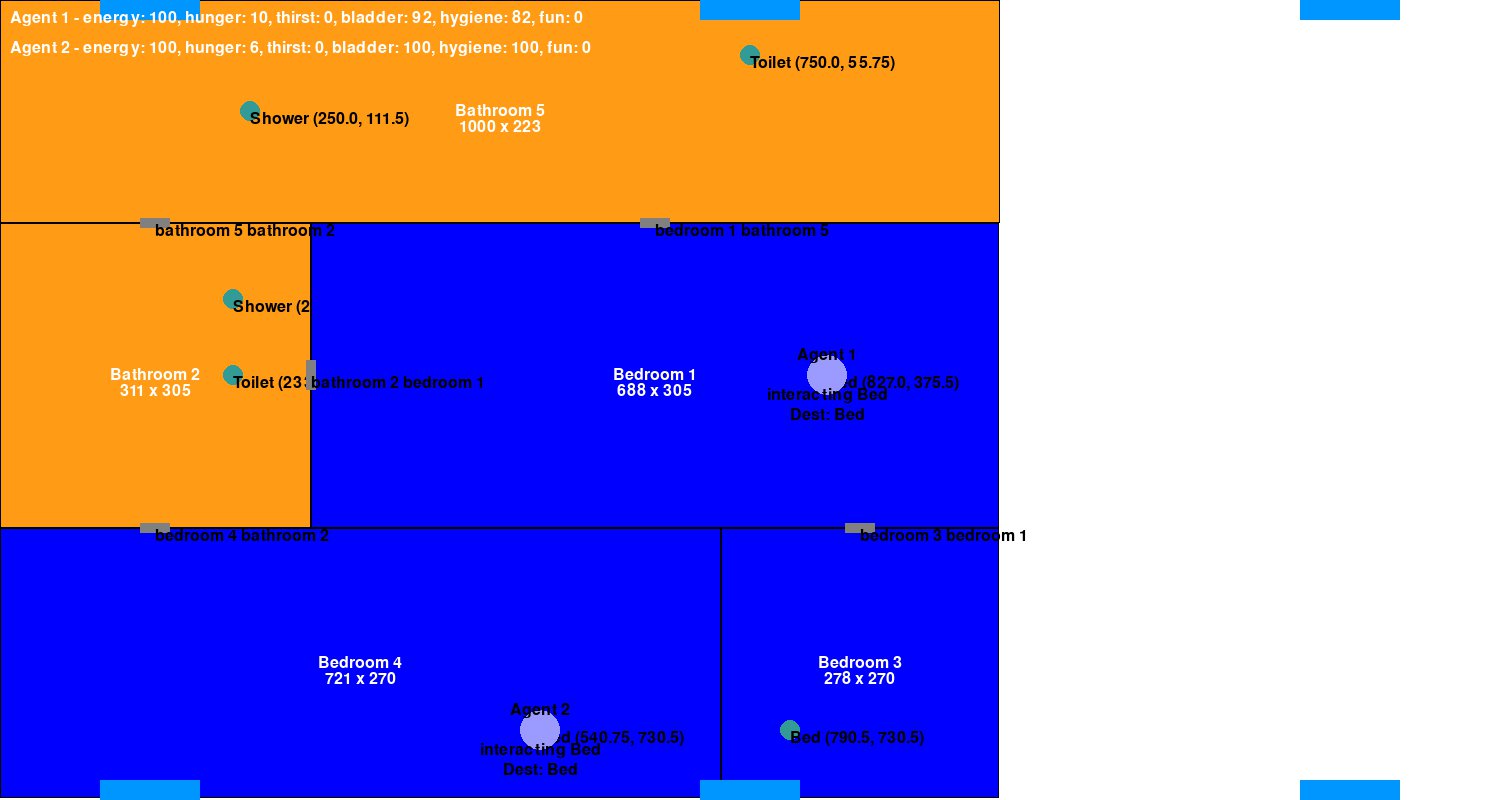 Agent 1 - energy: 100, hunger: 10, thirst: 0, bladder: 92, hygiene: 82, fun: 0
Agent 2 - energy: 100, hunger: 6, thirst: 0, bladder: 100, hygiene: 100, fun: 0
Toilet (750.0, 55.75)
Shower (250.0, 111.5)
Bathroom 5
1000 x 223
bathroom 5 bathroom 2
bedroom 1 bathroom 5
Shower (2
Agent 1
Bathroom 2
311 x 305
Toilet (233
bathroom 2 bedroom 1
Bedroom 1
688 x 305
d (827.0, 375.5)
interacting Bed
Dest: Bed
bedroom 4 bathroom 2
bedroom 3 bedroom 1
Bedroom 4
721 x 270
Bedroom 3
278 x 270
Agent 2
d (540.75, 730.5)
interacting Bed
Dest: Bed
Bed (790.5, 730.5)